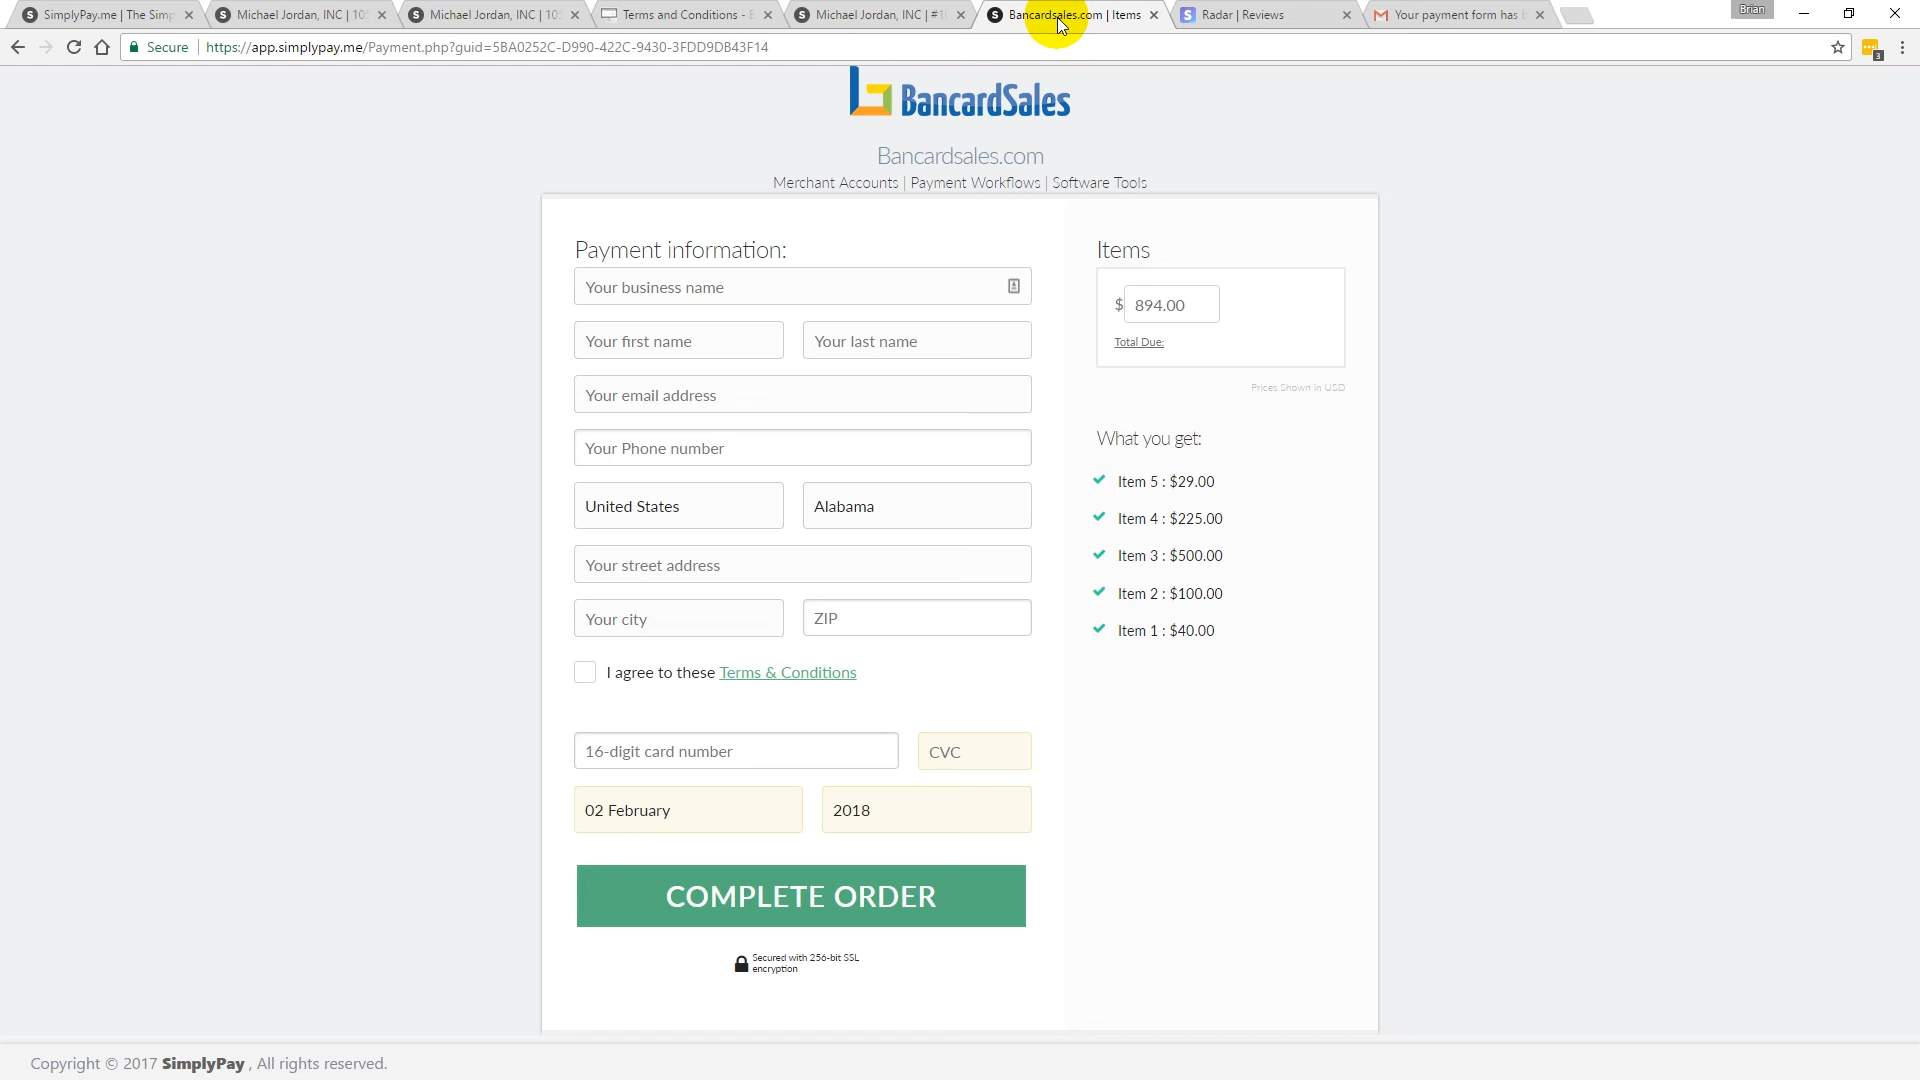 SimplyPay.me | The Simp
Michael Jordan, INC | 10
Michael Jordan, INC | 10
Terms and Conditions -
Michael Jordan, INC | #1
Bancardsales.com | Items
Radar | Reviews
Your payment form has
Brian
Secure
https://app.simplypay.me/Payment.php?guid=5BA0252C-D990-422C-9430-3FDD9DB43F14
3
BancardSales
Bancardsales.com
Merchant Accounts | Payment Workflows | Software Tools
Payment information:
Your business name
Your first name
Your last name
Your email address
Your Phone number
United States
Alabama
Your street address
Your city
ZIP
I agree to these Terms & Conditions
16-digit card number
CVC
02 February
2018
COMPLETE ORDER
Secured with 256-bit SSL
encryption
Items
$ 894.00
Total Due:
Prices Shown in USD
What you get:
Item 5 : $29.00
Item 4 : $225.00
Item 3 : $500.00
Item 2 : $100.00
Item 1 : $40.00
Copyright © 2017 SimplyPay , All rights reserved.